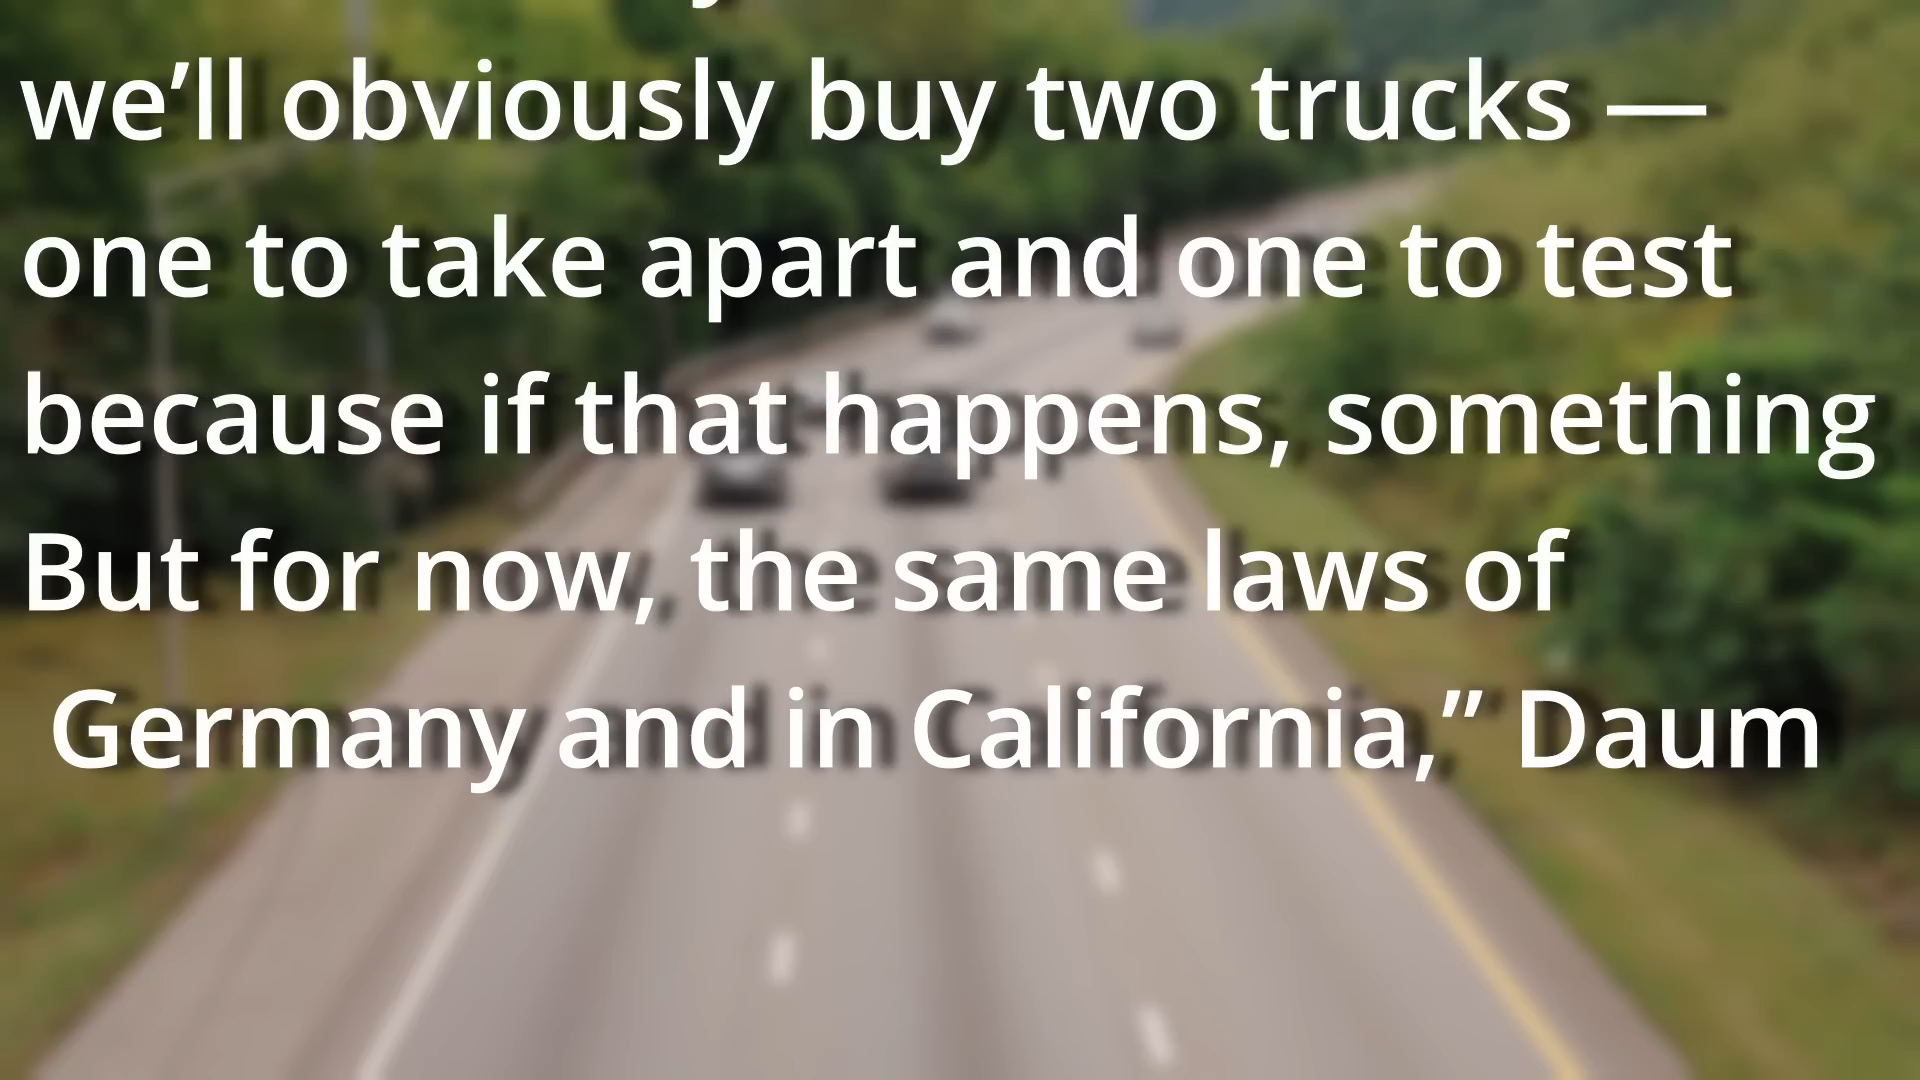 we’ll obviously buy two trucks —
one to take apart and one to test
because if that happens, something
But for now, the same laws of
Germany and in California,” Daum